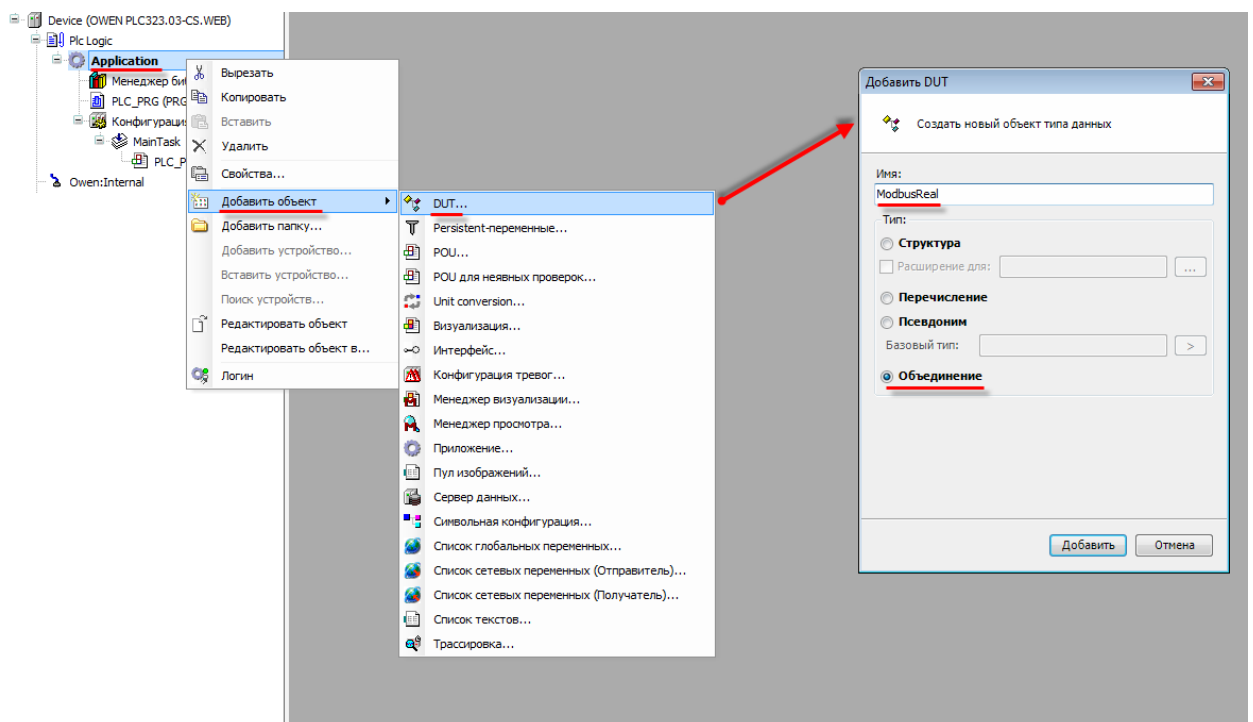 Device (OWEN PLC323.03-CS.WEB)
Plc Logic
Application
Менеджер би
PLC_PRG (PRG
Конфигураци
MainTask
PLC_P
Owen:Internal
Вырезать
Копировать
Вставить
Удалить
Свойства...
Добавить объект
Добавить папку...
Добавить устройство...
Вставить устройство...
Поиск устройств...
Редактировать объект
Редактировать объект в...
Логин
DUT...
Persistent-переменные...
POU...
POU для неявных проверок...
Unit conversion...
Визуализация...
Интерфейс...
Конфигурация тревог...
Менеджер визуализации...
Менеджер просмотра...
Приложение...
Пул изображений...
Сервер данных...
Символьная конфигурация...
Список глобальных переменных...
Список сетевых переменных (Отправитель)...
Список сетевых переменных (Получатель)...
Список текстов...
Трассировка...
Добавить DUT
Создать новый объект типа данных
Имя:
ModbusReal
Тип:
Структура
Расширение для:
...
Перечисление
Псевдоним
Базовый тип:
>
Объединение
Добавить
Отмена